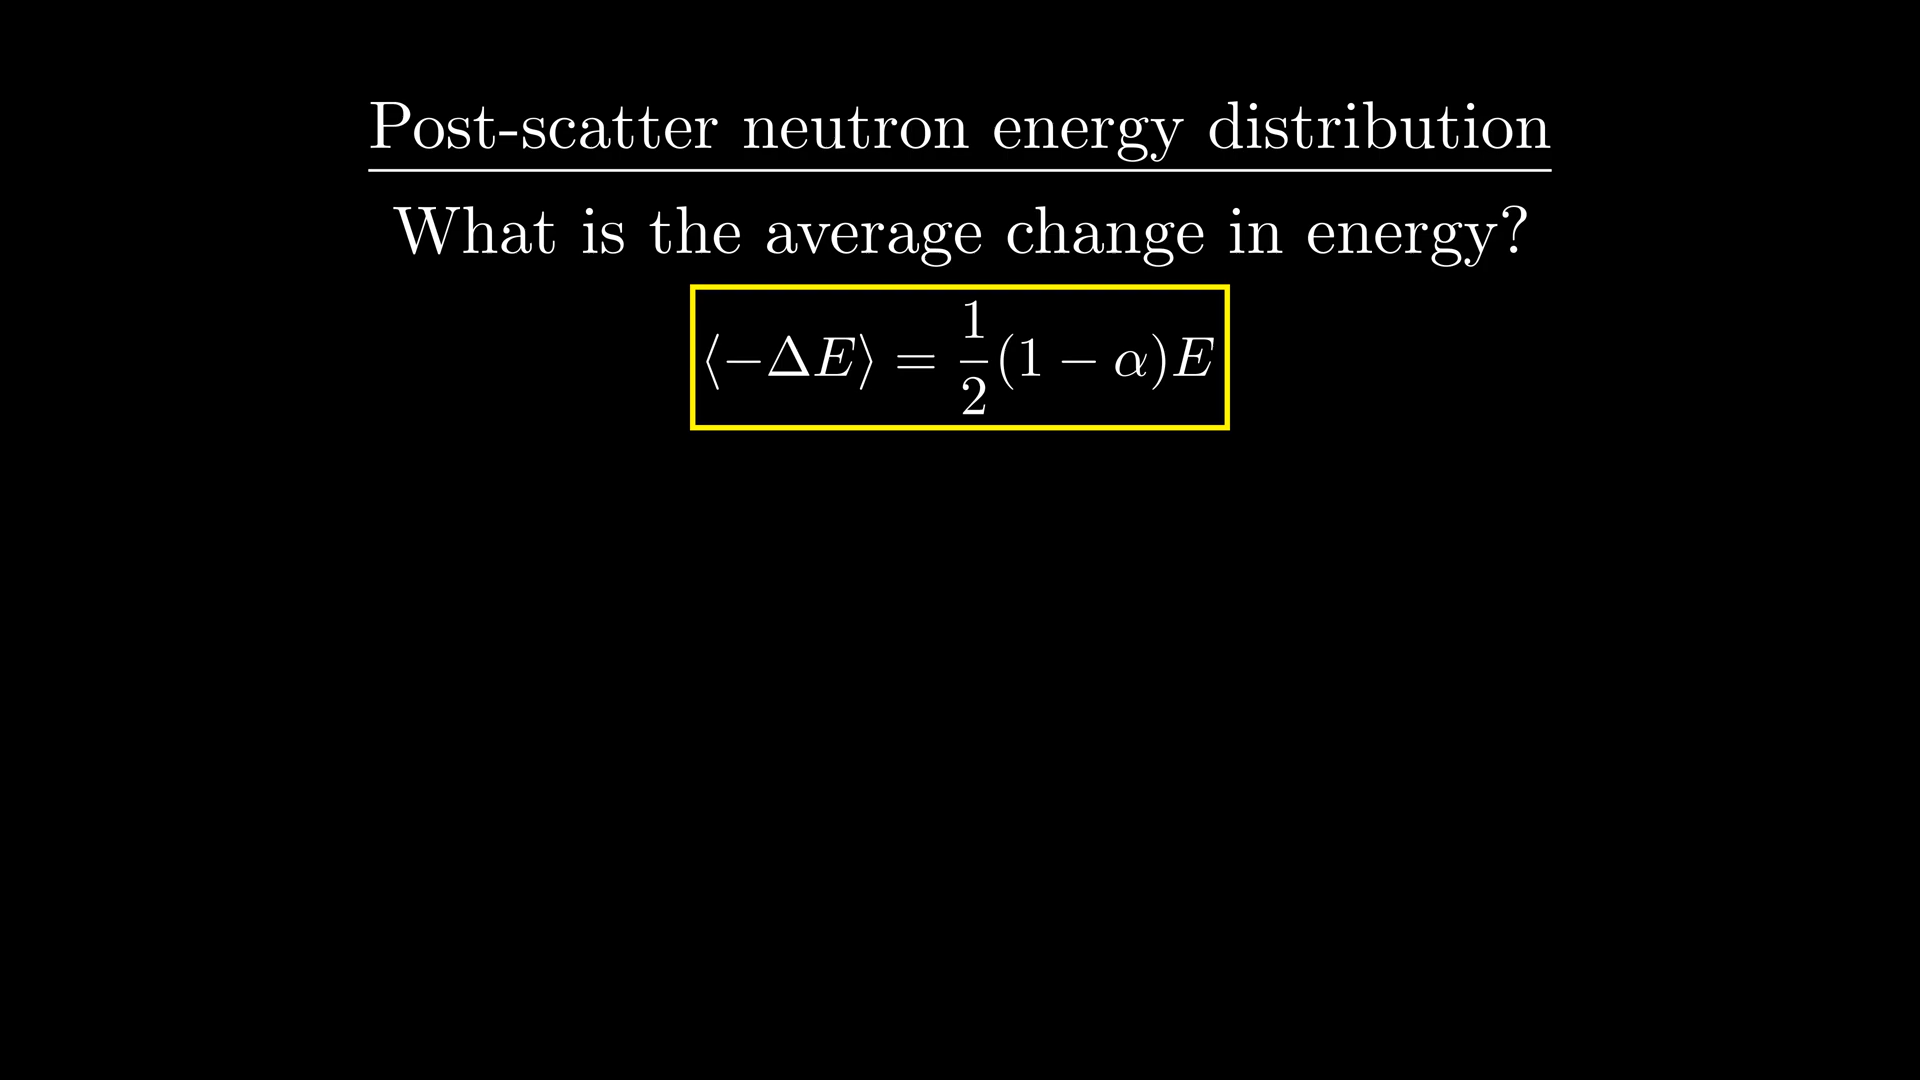 Post-scatter neutron energy distribution
What is the average change in energy?
⟨−ΔE⟩ = 1/2 (1 − α)E